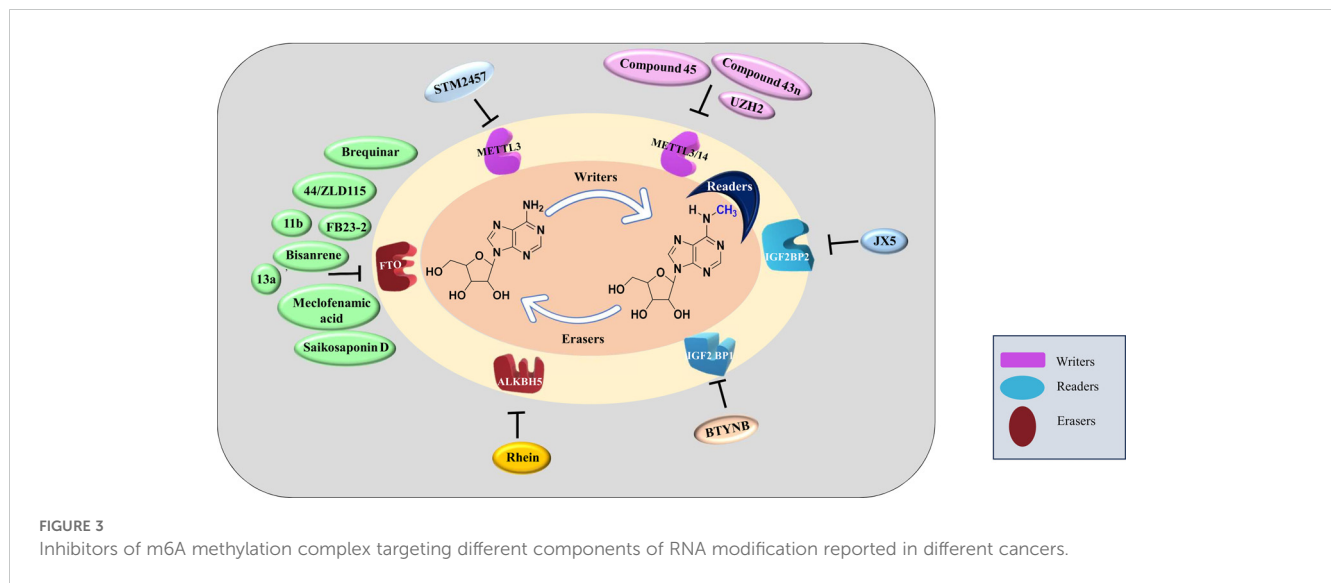 STM2457
Compound 45
Compound 43n
UZH2
METTL3
METTL3/14
Brequinar
44/ZLD115
11b
FB23-2
Bisanrene
13a
Meclofenamic
acid
Saikosaponin D
FTO
Writers
Readers
NH2
N
N
N
N
HO
O
HO
OH
H
N
CH3
N
N
N
N
HO
O
HO
OH
IGF2BP2
JX5
Erasers
ALKBH5
IGF2 BP1
Rhein
BTYNB
Writers
Readers
Erasers
FIGURE 3
Inhibitors of m6A methylation complex targeting different components of RNA modification reported in different cancers.